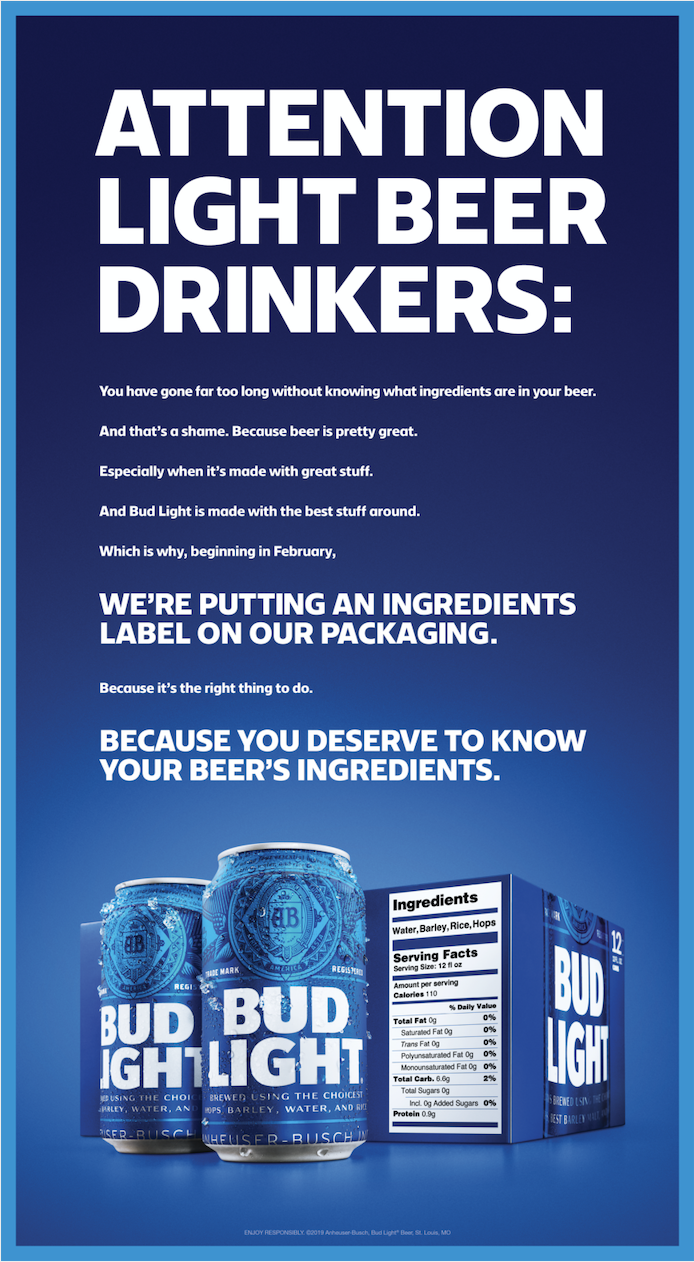 ATTENTION
LIGHT BEER
DRINKERS:
You have gone far too long without knowing what ingredients are in your beer.
And that's a shame. Because beer is pretty great.
Especially when it's made with great stuff.
And Bud Light is made with the best stuff around.
Which is why, beginning in February,
WE'RE PUTTING AN INGREDIENTS
LABEL ON OUR PACKAGING.
Because it's the right thing to do.
BECAUSE YOU DESERVE TO KNOW
YOUR BEER'S INGREDIENTS.
BUD
LIGHT
BARLEY, WATER, AN
AB
AMERICA
TRADE MARK
REGIS
BUD
LIGHT
BREWED USING THE CHOICEST
HOPS, BARLEY, WATER, AND RICE
ANHEUSER-BUSCH
Ingredients
Water, Barley, Rice, Hops
Serving Facts
Serving Size: 12 fl oz
Amount per serving
Calories 110
% Daily Value
Total Fat 0g 0%
Saturated Fat 0g 0%
Trans Fat 0g 0%
Polyunsaturated Fat 0g 0%
Monounsaturated Fat 0g 0%
Total Carb. 6.6g 2%
Total Sugars 0g
Incl. 0g Added Sugars 0%
Protein 0.9g
12
BUD
LIGHT
ENJOY RESPONSIBLY. ©2019 Anheuser-Busch, Bud Light® Beer, St. Louis, MO